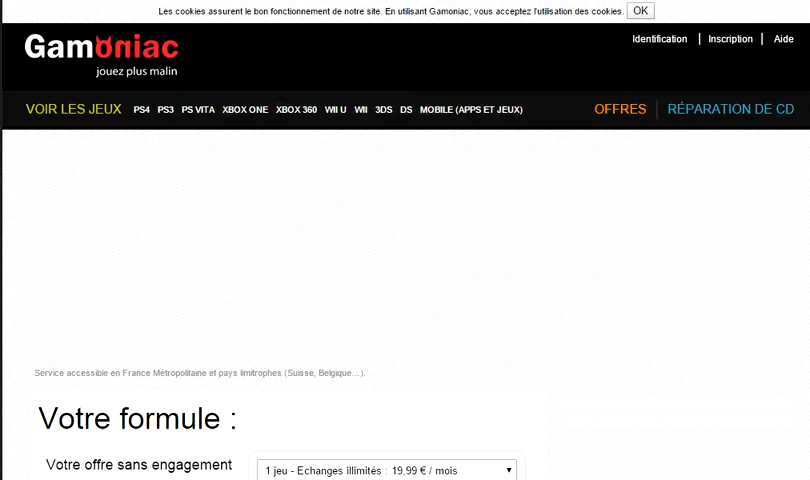 Les cookies assurent le bon fonctionnement de notre site. En utilisant Gamoniac, vous acceptez l'utilisation des cookies. OK
Gamoniac
jouez plus malin
Identification | Inscription | Aide
VOIR LES JEUX PS4 PS3 PS VITA XBOX ONE XBOX 360 WII U WII 3DS DS MOBILE (APPS ET JEUX) OFFRES RÉPARATION DE CD
Service accessible en France Métropolitaine et pays limitrophes (Suisse, Belgique...).
Votre formule :
Votre offre sans engagement 1 jeu - Echanges illimités : 19.99 € / mois